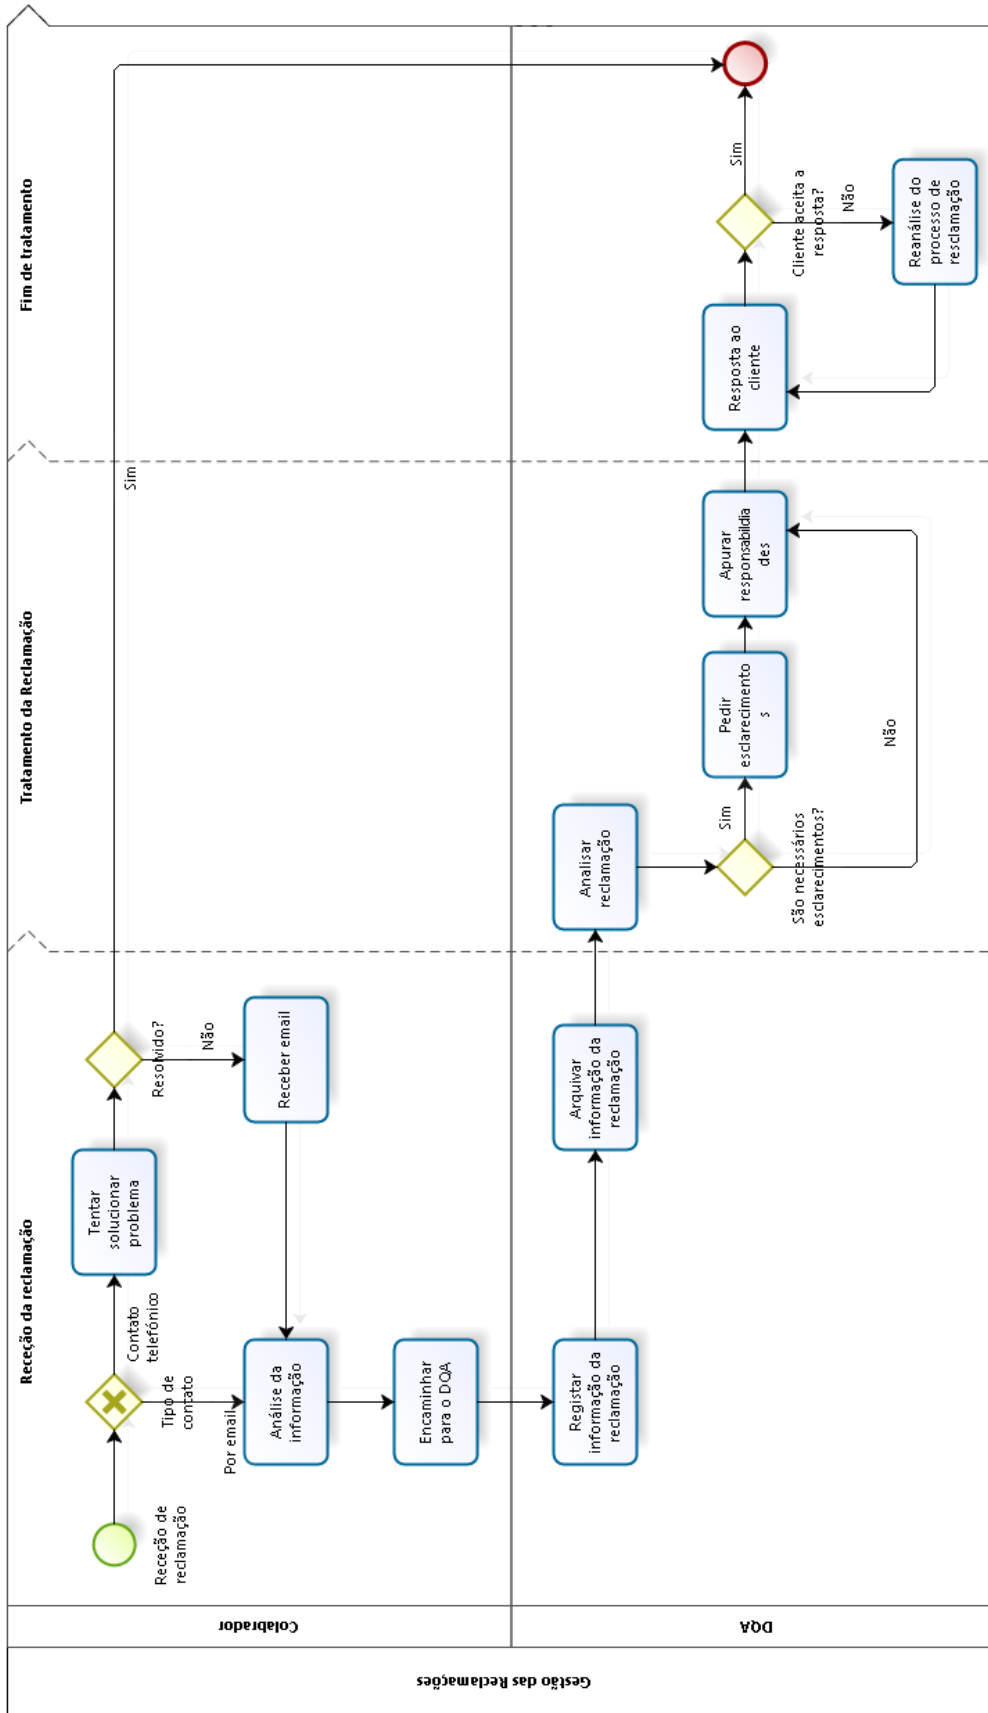 Gestão das Reclamações
Colabrador
DQA
Receção da reclamação
Tratamento da Reclamação
Fim de tratamento
Receção de
reclamação
Tipo de
contato
Contato
telefónico
Por email
Tentar
solucionar
problema
Resolvido?
Sim
Não
Receber email
Análise da
informação
Encaminhar
para o DQA
Registar
informação da
reclamação
Arquivar
informação da
reclamação
Analisar
reclamação
São necessários
esclarecimentos?
Sim
Não
Pedir
esclarecimento
s
Apurar
responsabildia
des
Resposta ao
cliente
Cliente aceita a
resposta?
Sim
Não
Reanálise do
processo de
resclamação